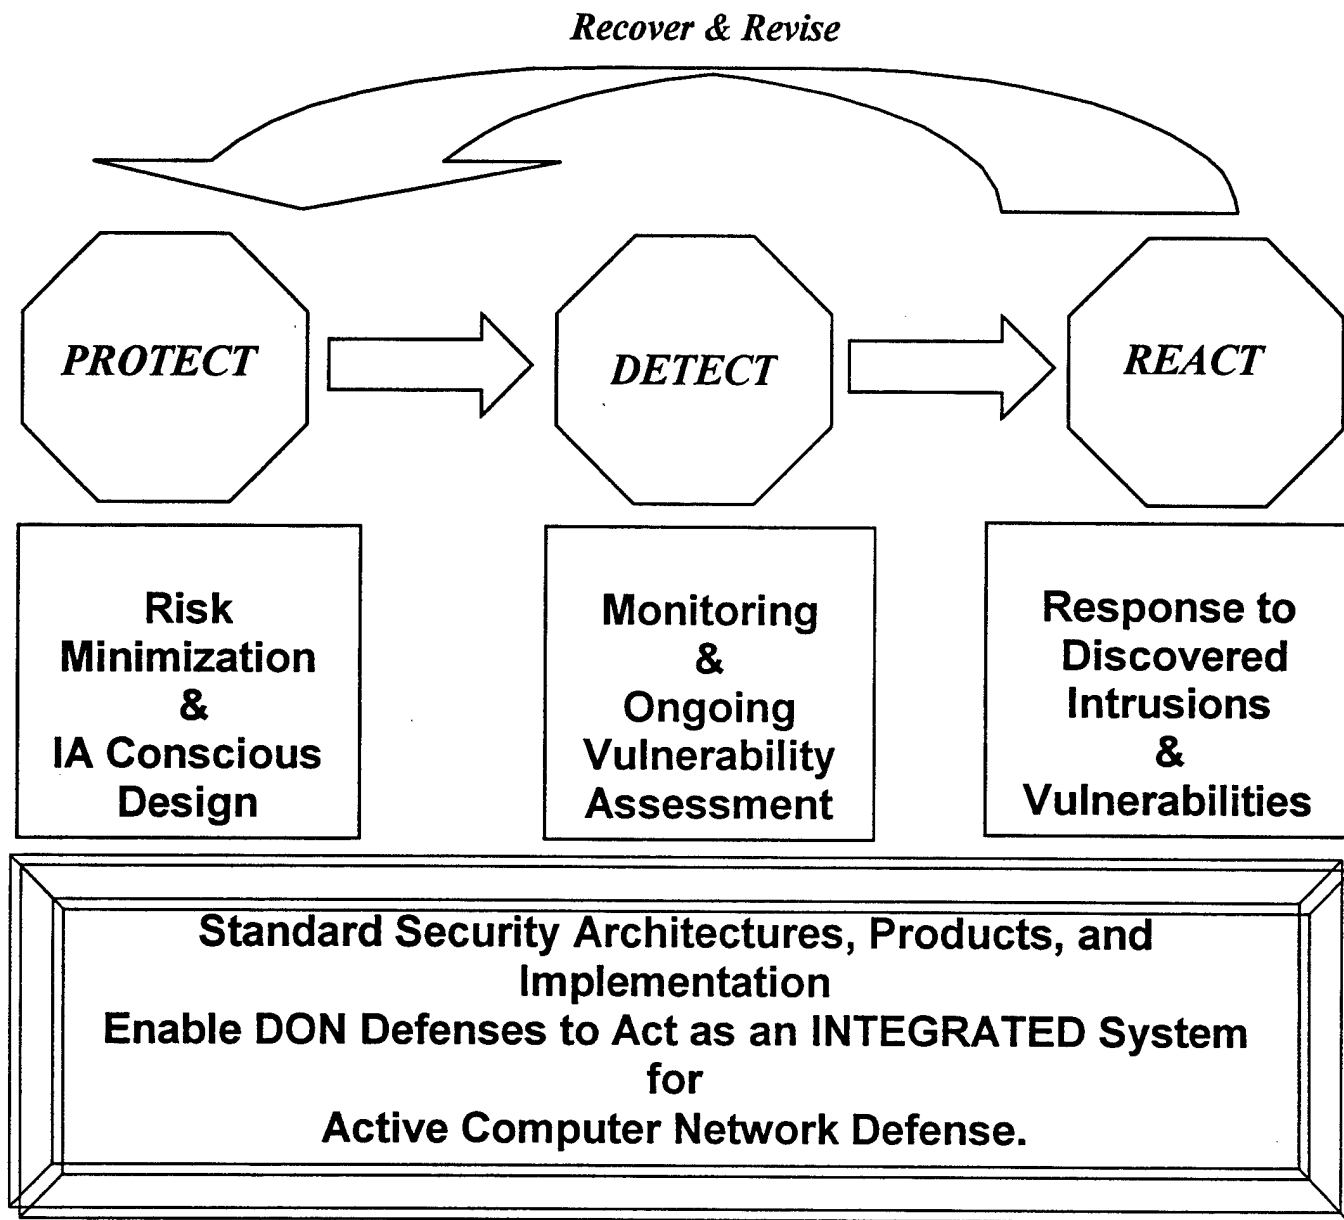 Recover & Revise
PROTECT
DETECT
REACT
Risk
Minimization
&
IA Conscious
Design
Monitoring
&
Ongoing
Vulnerability
Assessment
Response to
Discovered
Intrusions
&
Vulnerabilities
Standard Security Architectures, Products, and
Implementation
Enable DON Defenses to Act as an INTEGRATED System
for
Active Computer Network Defense.